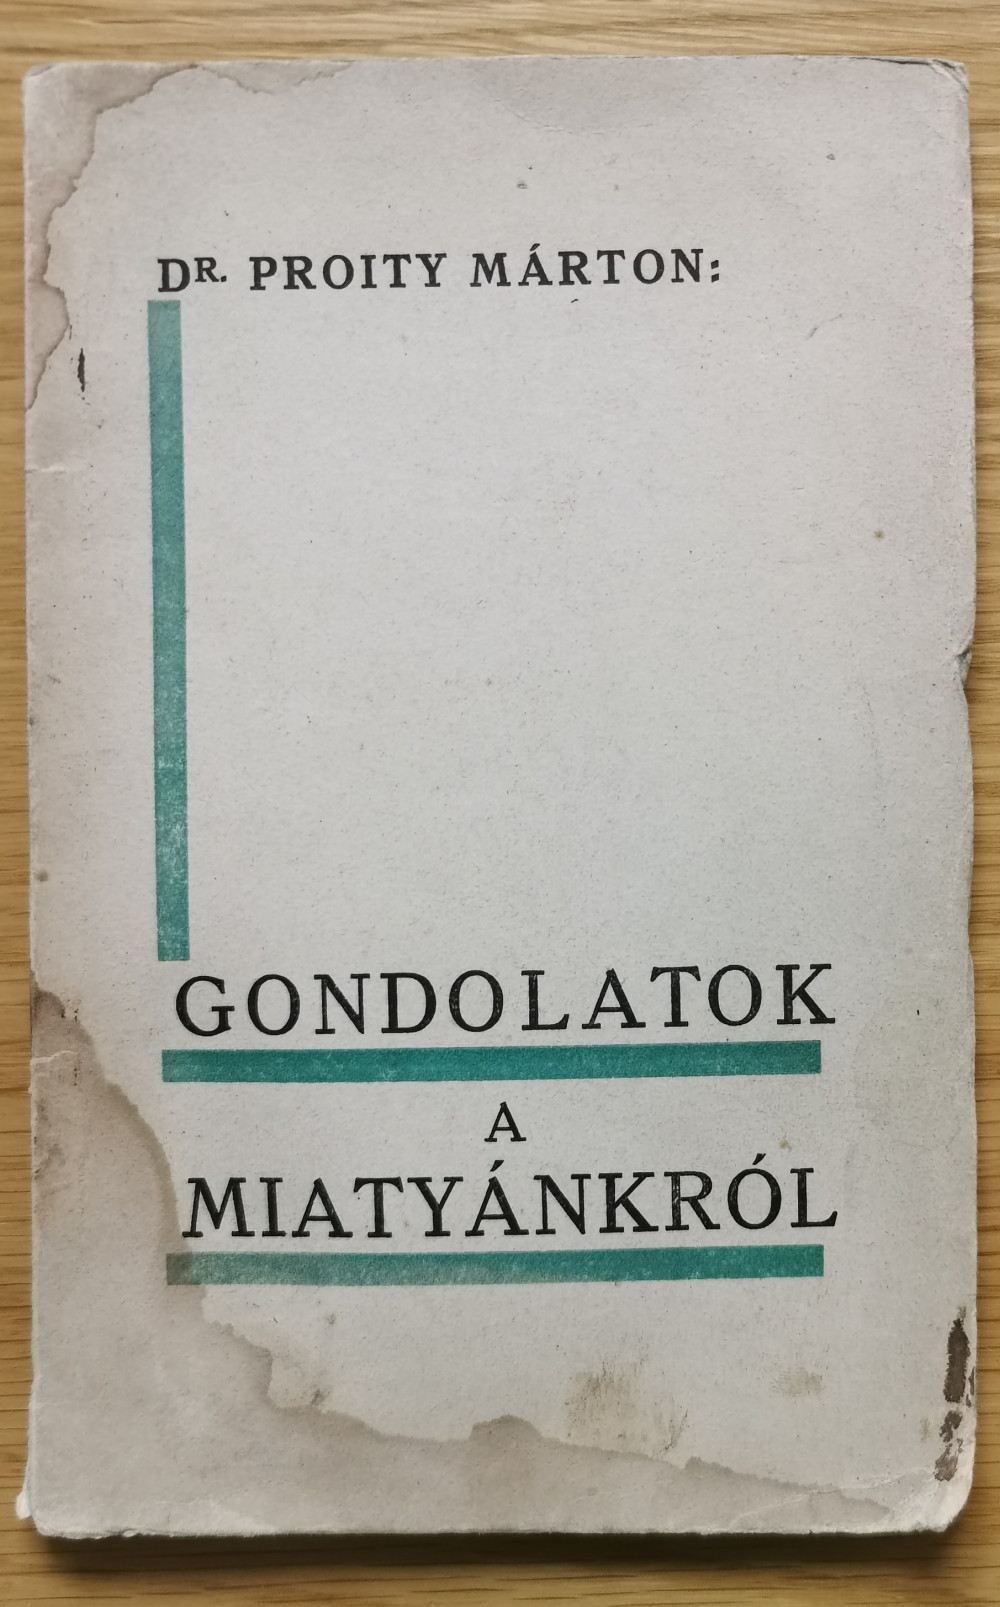 DR. PROITY MÁRTON:
GONDOLATOK
A
MIATYÁNKRÓL